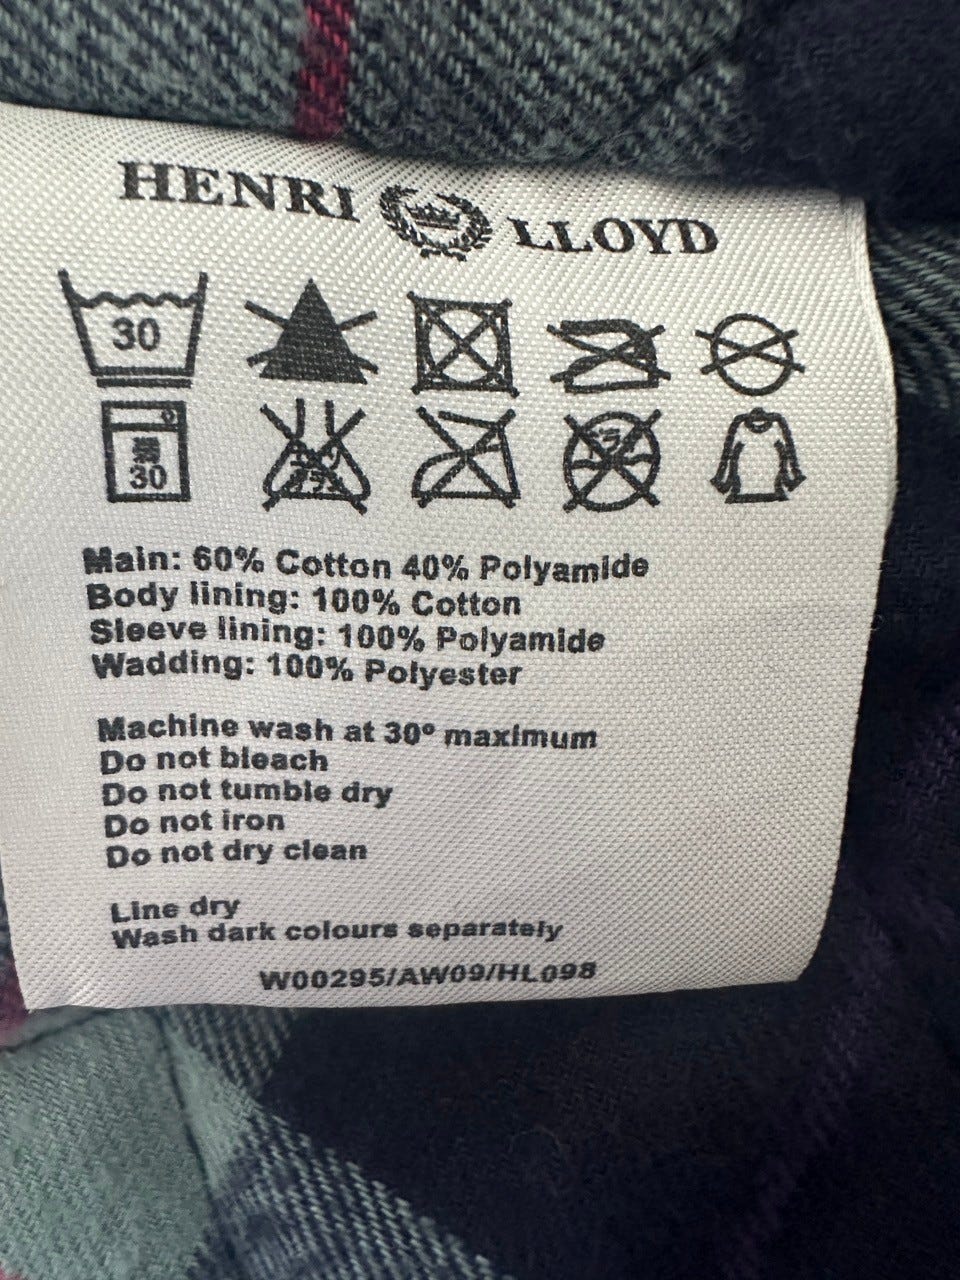 HENRI LLOYD
30
30
Main: 60% Cotton 40% Polyamide
Body lining: 100% Cotton
Sleeve lining: 100% Polyamide
Wadding: 100% Polyester
Machine wash at 30° maximum
Do not bleach
Do not tumble dry
Do not iron
Do not dry clean
Line dry
Wash dark colours separately
W00295/AW09/HL098